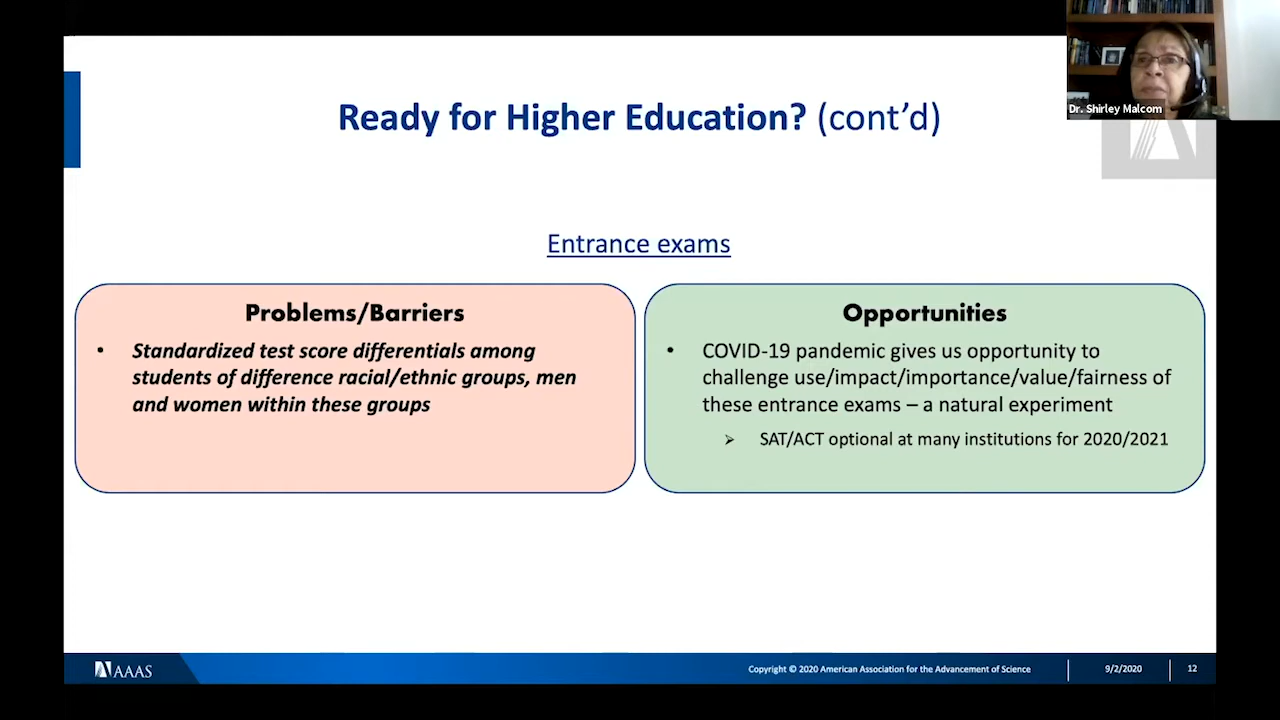 Dr. Shirley Malcom
Ready for Higher Education? (cont’d)
Entrance exams
Problems/Barriers
• Standardized test score differentials among
students of difference racial/ethnic groups, men
and women within these groups
Opportunities
• COVID-19 pandemic gives us opportunity to
challenge use/impact/importance/value/fairness of
these entrance exams – a natural experiment
➢ SAT/ACT optional at many institutions for 2020/2021
AAAS
Copyright © 2020 American Association for the Advancement of Science
9/2/2020
12